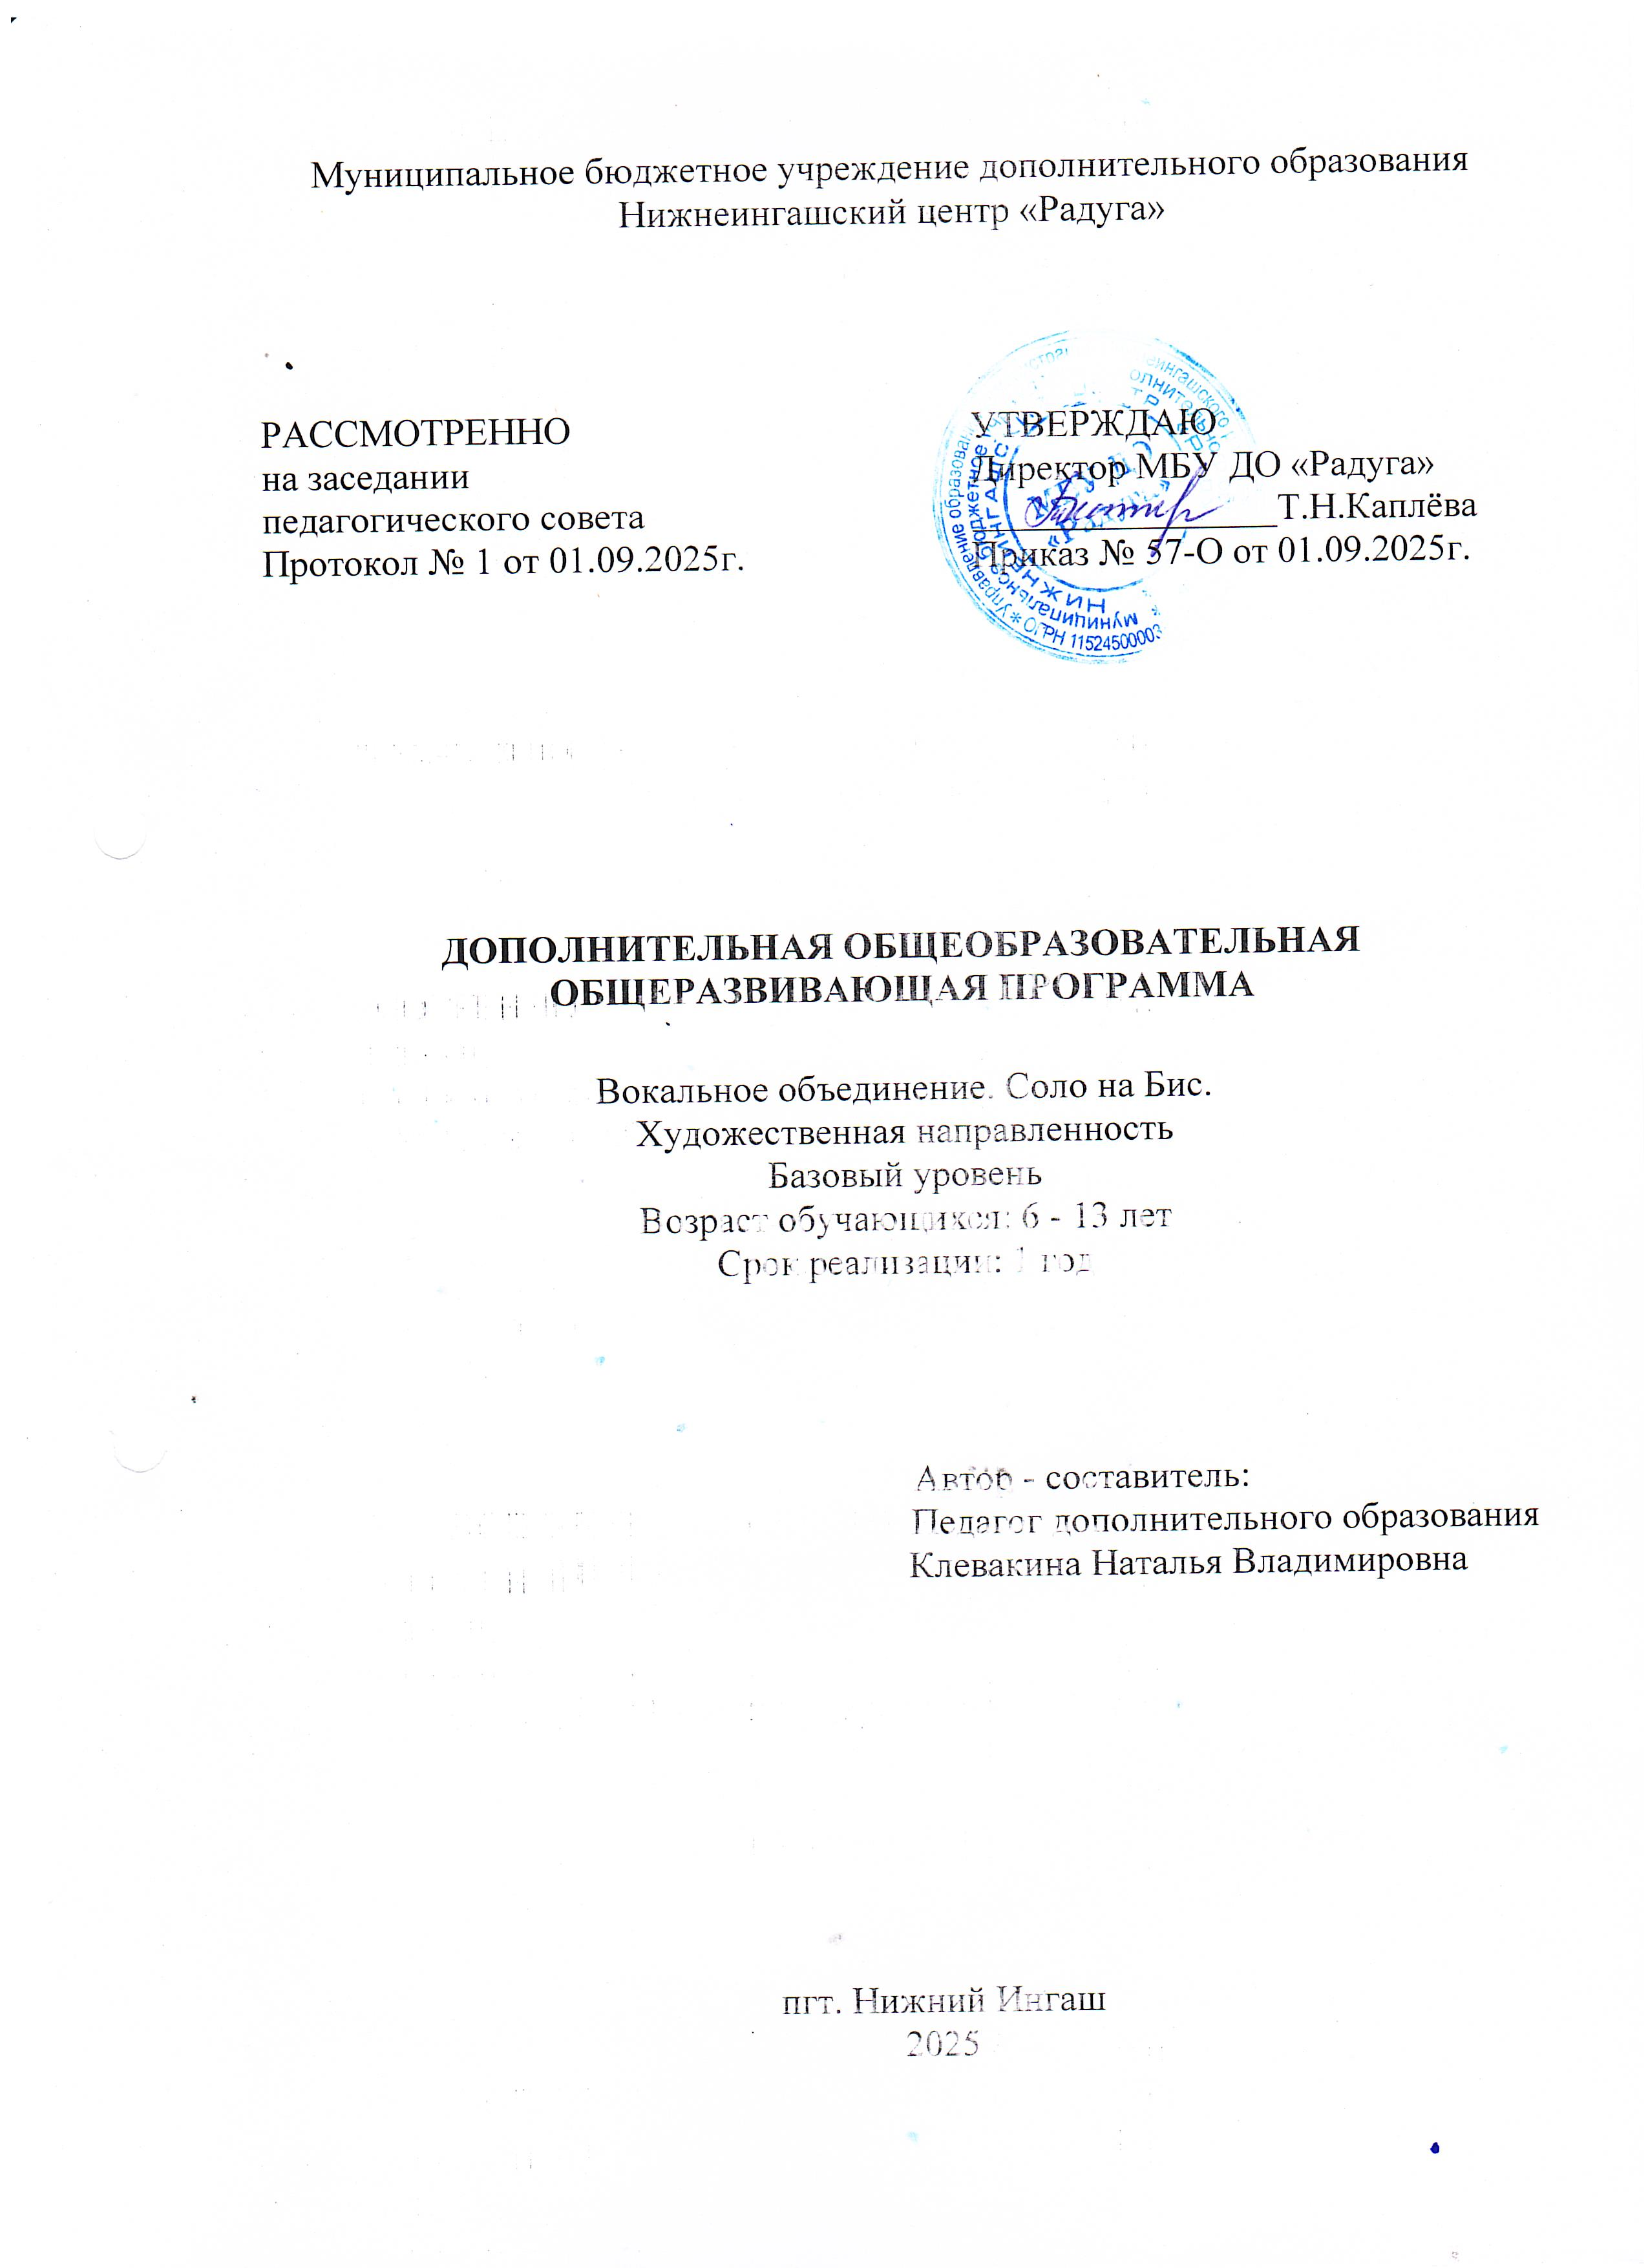 Муниципальное бюджетное учреждение дополнительного образования
Нижнеингашский центр «Радуга»
РАССМОТРЕННО
на заседании
педагогического совета
Протокол № 1 от 01.09.2025г.
УТВЕРЖДАЮ
Директор МБУ ДО «Радуга»
Т.Н.Каплёва
Приказ № 57-О от 01.09.2025г.
ОГРН 11524500003
ДОПОЛНИТЕЛЬНАЯ ОБЩЕОБРАЗОВАТЕЛЬНАЯ
ОБЩЕРАЗВИВАЮЩАЯ ПРОГРАММА
Вокальное объединение. Соло на Бис.
Художественная направленность
Базовый уровень
Возраст обучающихся: 6 - 13 лет
Срок реализации: 1 год
Автор - составитель:
Педагог дополнительного образования
Клевакина Наталья Владимировна
пгт. Нижний Ингаш
2025